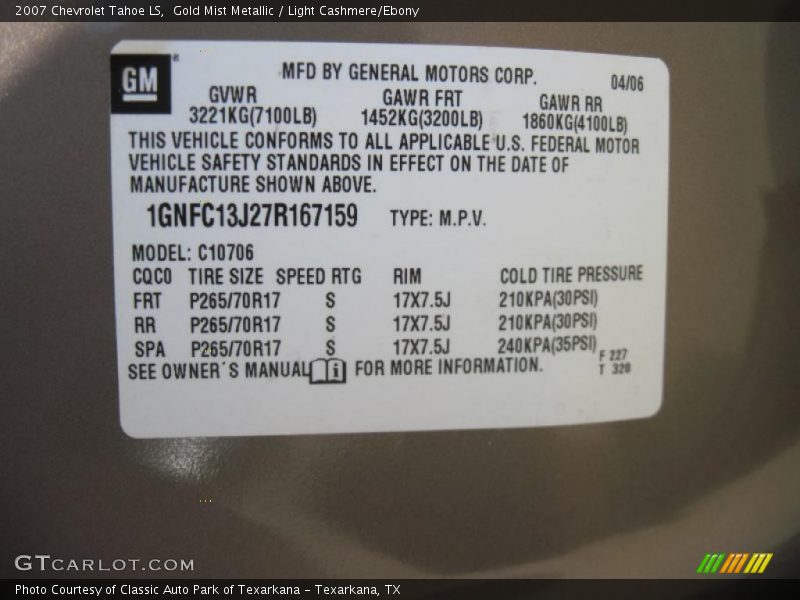 2007 Chevrolet Tahoe LS,  Gold Mist Metallic / Light Cashmere/Ebony
GM
MFD BY GENERAL MOTORS CORP. 04/06
GVWR GAWR FRT GAWR RR
3221KG(7100LB) 1452KG(3200LB) 1860KG(4100LB)
THIS VEHICLE CONFORMS TO ALL APPLICABLE U.S. FEDERAL MOTOR
VEHICLE SAFETY STANDARDS IN EFFECT ON THE DATE OF
MANUFACTURE SHOWN ABOVE.
1GNFC13J27R167159 TYPE: M.P.V.
MODEL: C10706
CQCO TIRE SIZE SPEED RTG RIM COLD TIRE PRESSURE
FRT P265/70R17 S 17X7.5J 210KPA(30PSI)
RR P265/70R17 S 17X7.5J 210KPA(30PSI)
SPA P265/70R17 S 17X7.5J 240KPA(35PSI)
SEE OWNER´S MANUAL i FOR MORE INFORMATION.
F 227
T 320
GTCARLOT.COM
Photo Courtesy of Classic Auto Park of Texarkana – Texarkana, TX